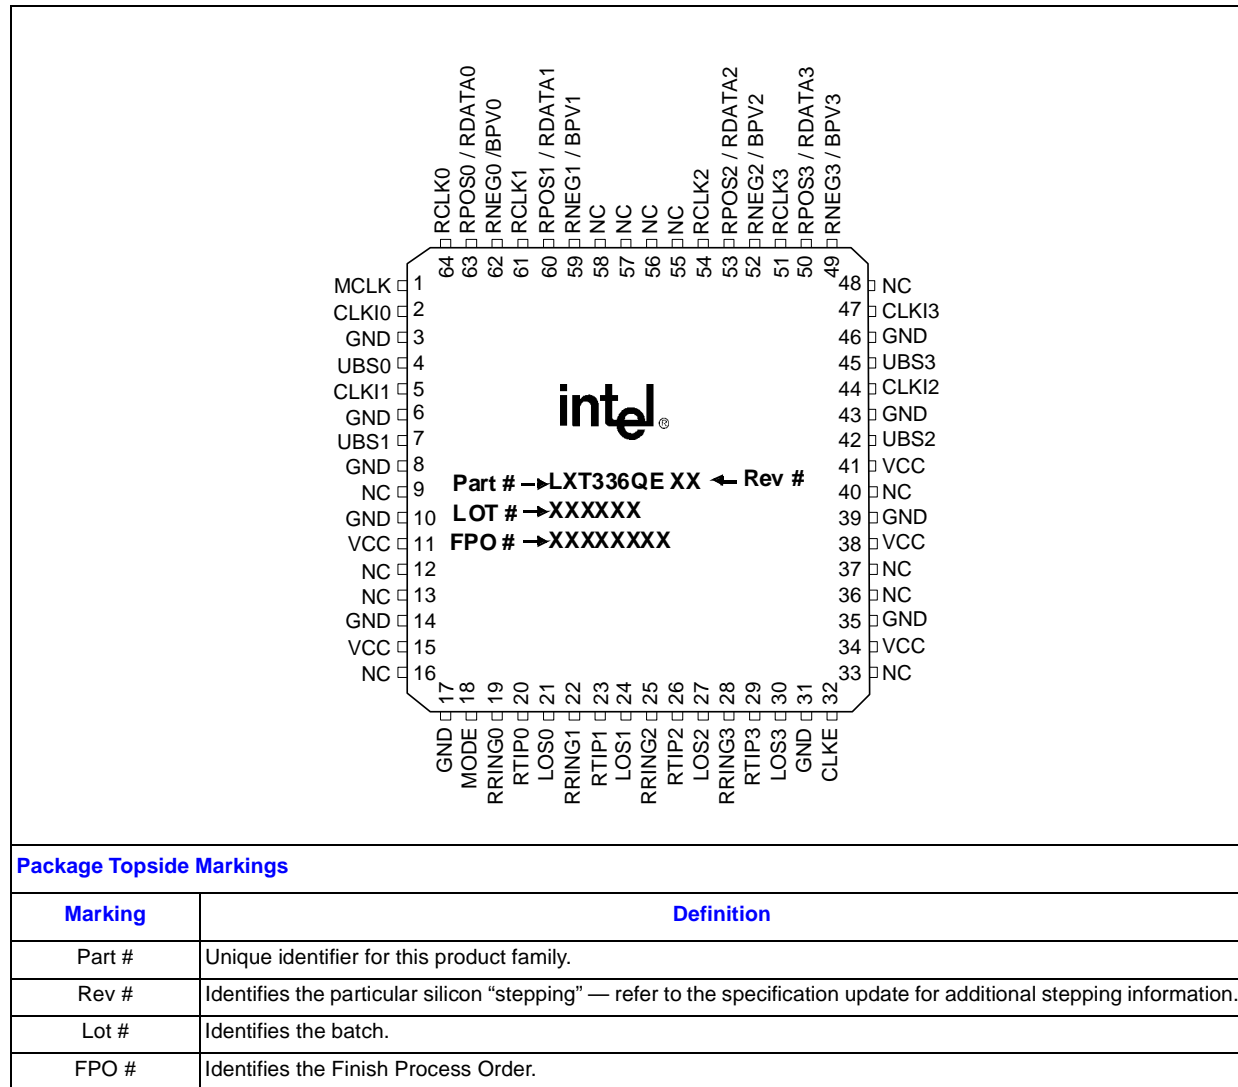 RCLK0
RPOS0 / RDATA0
RNEG0 /BPV0
RCLK1
RPOS1 / RDATA1
RNEG1 / BPV1
NC
NC
NC
NC
RCLK2
RPOS2 / RDATA2
RNEG2 / BPV2
RCLK3
RPOS3 / RDATA3
RNEG3 / BPV3
64 63 62 61 60 59 58 57 56 55 54 53 52 51 50 49
MCLK 1 48 NC
CLKI0 2 47 CLKI3
GND 3 46 GND
UBS0 4 45 UBS3
CLKI1 5 44 CLKI2
GND 6 43 GND
UBS1 7 42 UBS2
GND 8 41 VCC
NC 9 40 NC
GND 10 39 GND
VCC 11 38 VCC
NC 12 37 NC
NC 13 36 NC
GND 14 35 GND
VCC 15 34 VCC
NC 16 33 NC
intel®
Part # LXT336QE XX Rev #
LOT # XXXXXX
FPO # XXXXXXXX
17 18 19 20 21 22 23 24 25 26 27 28 29 30 31 32
GND
MODE
RRING0
RTIP0
LOS0
RRING1
RTIP1
LOS1
RRING2
RTIP2
LOS2
RRING3
RTIP3
LOS3
GND
CLKE
Package Topside Markings
Marking Definition
Part # Unique identifier for this product family.
Rev # Identifies the particular silicon “stepping” — refer to the specification update for additional stepping information.
Lot # Identifies the batch.
FPO # Identifies the Finish Process Order.